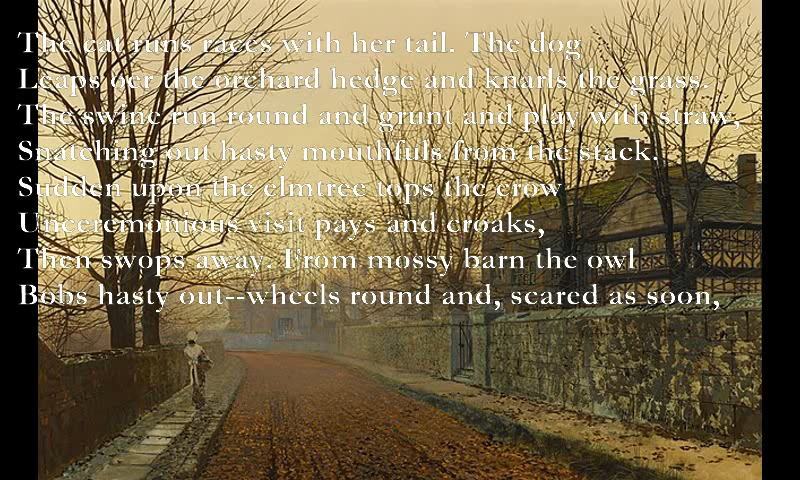 The cat runs races with her tail. The dog
Leaps oer the orchard hedge and knarls the grass.
The swine run round and grunt and play with straw,
Snatching out hasty mouthfuls from the stack.
Sudden upon the elmtree tops the crow
Unceremonious visit pays and croaks,
Then swops away. From mossy barn the owl
Bobs hasty out--wheels round and, scared as soon,